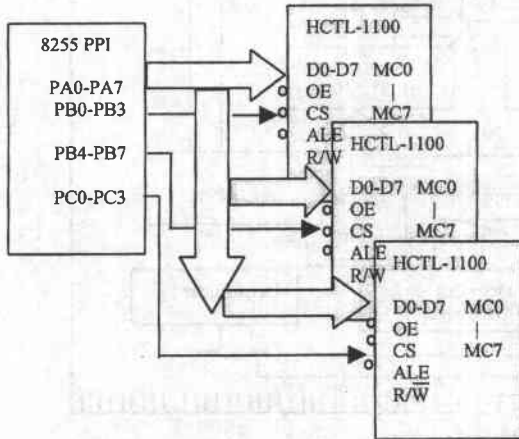 8255 PPI
PA0-PA7
PB0-PB3
PB4-PB7
PC0-PC3
HCTL-1100
D0-D7 MC0
OE |
CS MC7
ALE
R/W
HCTL-1100
D0-D7 MC0
OE |
CS MC7
ALE
R/W
HCTL-1100
D0-D7 MC0
OE |
CS MC7
ALE
R/W̅